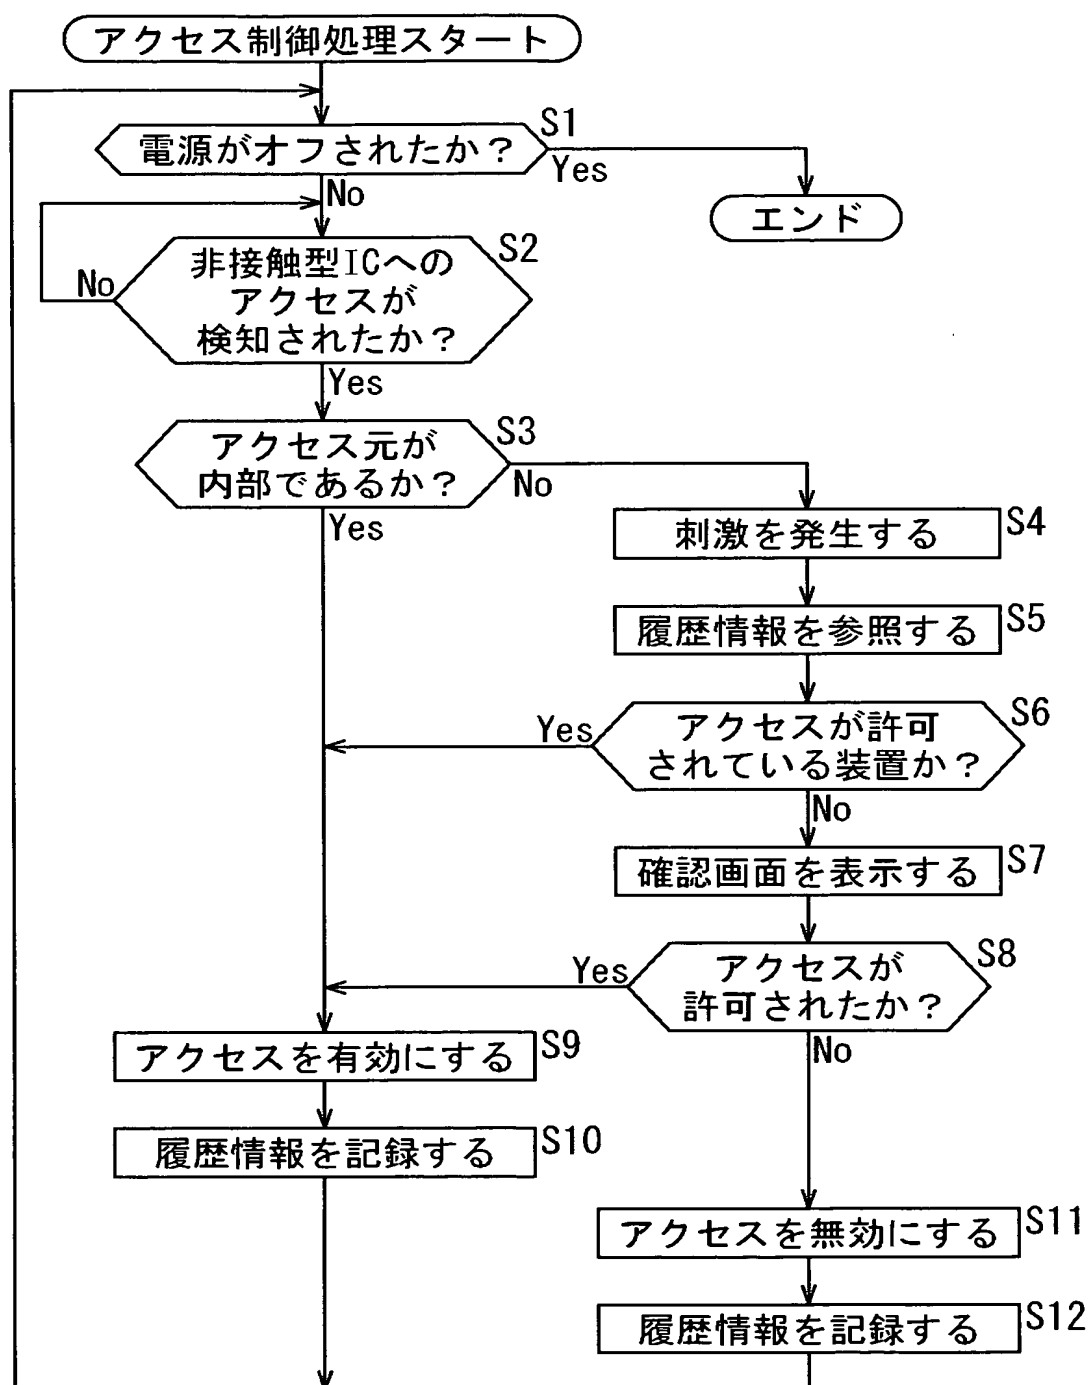 アクセス制御処理スタート
電源がオフされたか？
S1
Yes
No
エンド
非接触型ICへの
アクセスが
検知されたか？
S2
No
Yes
アクセス元が
内部であるか？
S3
No
Yes
刺激を発生する
S4
履歴情報を参照する
S5
アクセスが許可
されている装置か？
S6
Yes
No
確認画面を表示する
S7
アクセスが
許可されたか？
S8
Yes
No
アクセスを有効にする
S9
履歴情報を記録する
S10
アクセスを無効にする
S11
履歴情報を記録する
S12